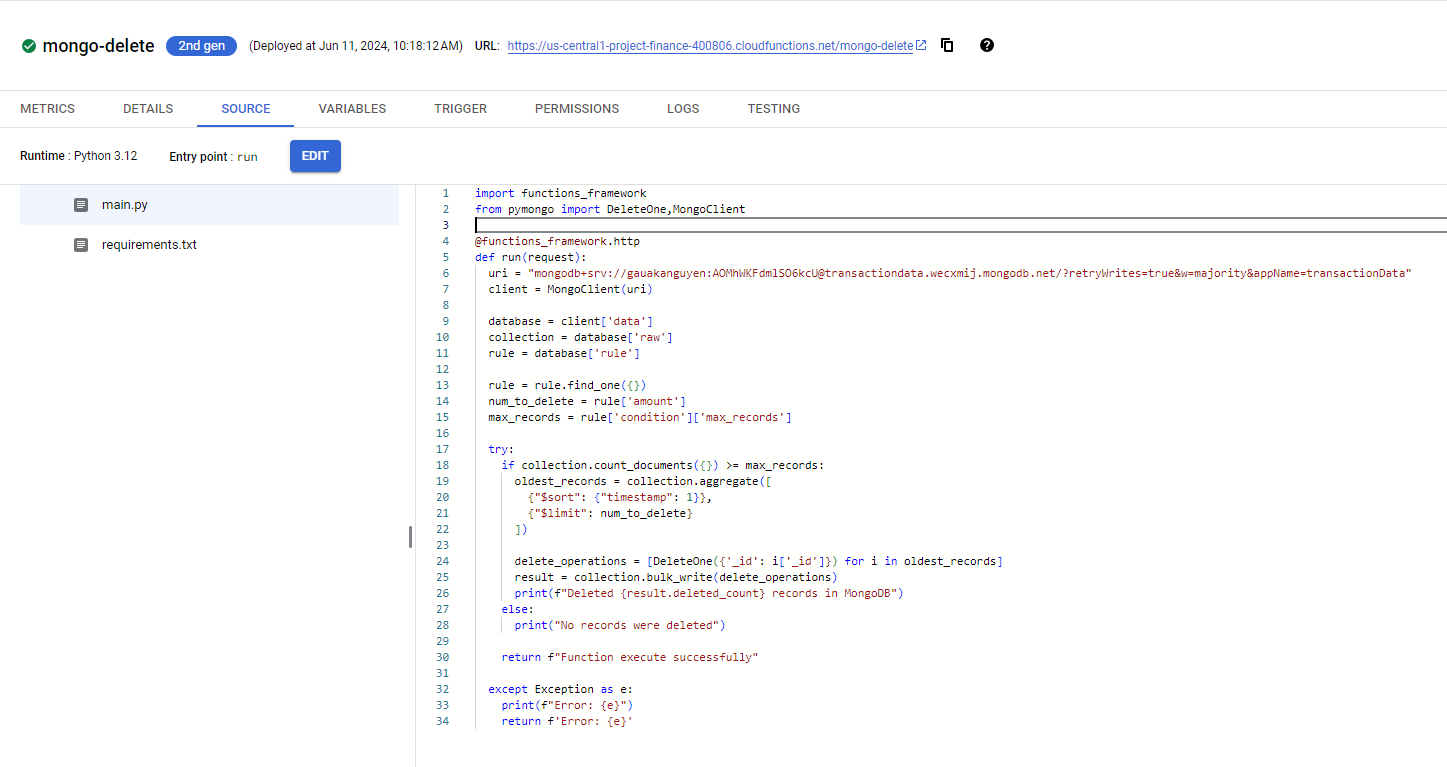 mongo-delete 2nd gen (Deployed at Jun 11, 2024, 10:18:12 AM) URL: https://us-central1-project-finance-400806.cloudfunctions.net/mongo-delete
METRICS DETAILS SOURCE VARIABLES TRIGGER PERMISSIONS LOGS TESTING
Runtime : Python 3.12 Entry point : run EDIT
main.py
requirements.txt
1 import functions_framework
2 from pymongo import DeleteOne,MongoClient
3
4 @functions_framework.http
5 def run(request):
6 uri = "mongodb+srv://gauakanguyen:@transactiondata.wecxmij.mongodb.net/?retryWrites=true&w=majority&appName=transactionData"
7 client = MongoClient(uri)
8
9 database = client['data']
10 collection = database['raw']
11 rule = database['rule']
12
13 rule = rule.find_one({})
14 num_to_delete = rule['amount']
15 max_records = rule['condition']['max_records']
16
17 try:
18 if collection.count_documents({}) >= max_records:
19 oldest_records = collection.aggregate([
20 {"$sort": {"timestamp": 1}},
21 {"$limit": num_to_delete}
22 ])
23
24 delete_operations = [DeleteOne({'_id': i['_id']}) for i in oldest_records]
25 result = collection.bulk_write(delete_operations)
26 print(f"Deleted {result.deleted_count} records in MongoDB")
27 else:
28 print("No records were deleted")
29
30 return f"Function execute successfully"
31
32 except Exception as e:
33 print(f"Error: {e}")
34 return f'Error: {e}'